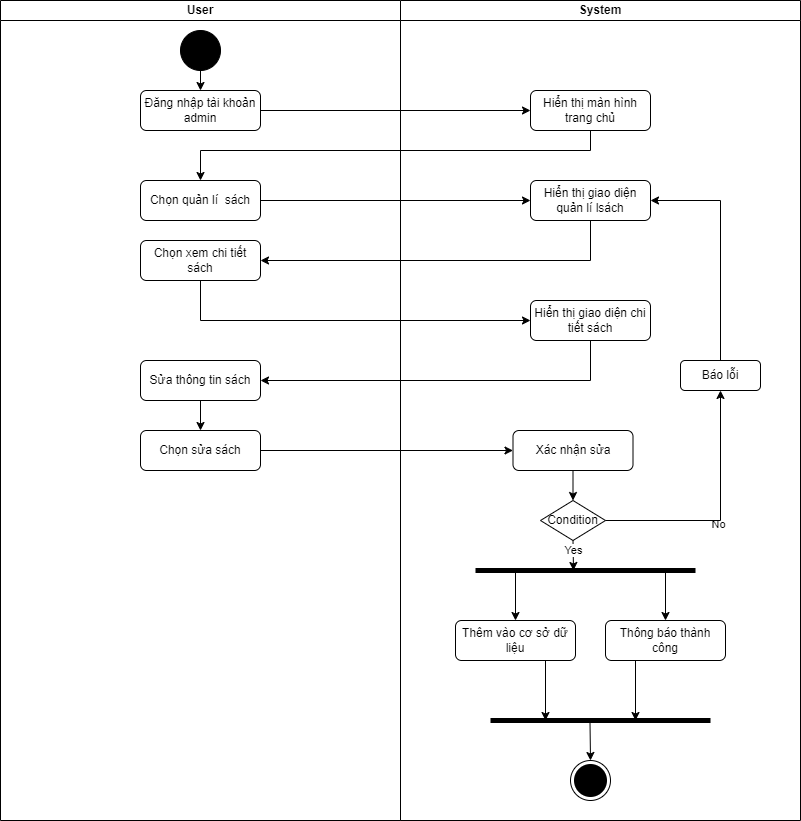 User
System
Đăng nhập tài khoản
admin
Hiển thị màn hình
trang chủ
Chọn quản lí sách
Hiển thị giao diện
quản lí lsách
Chọn xem chi tiết
sách
Hiển thị giao diện chi
tiết sách
Sửa thông tin sách
Báo lỗi
Chọn sửa sách
Xác nhận sửa
Condition
No
Yes
Thêm vào cơ sở dữ
liệu
Thông báo thành
công